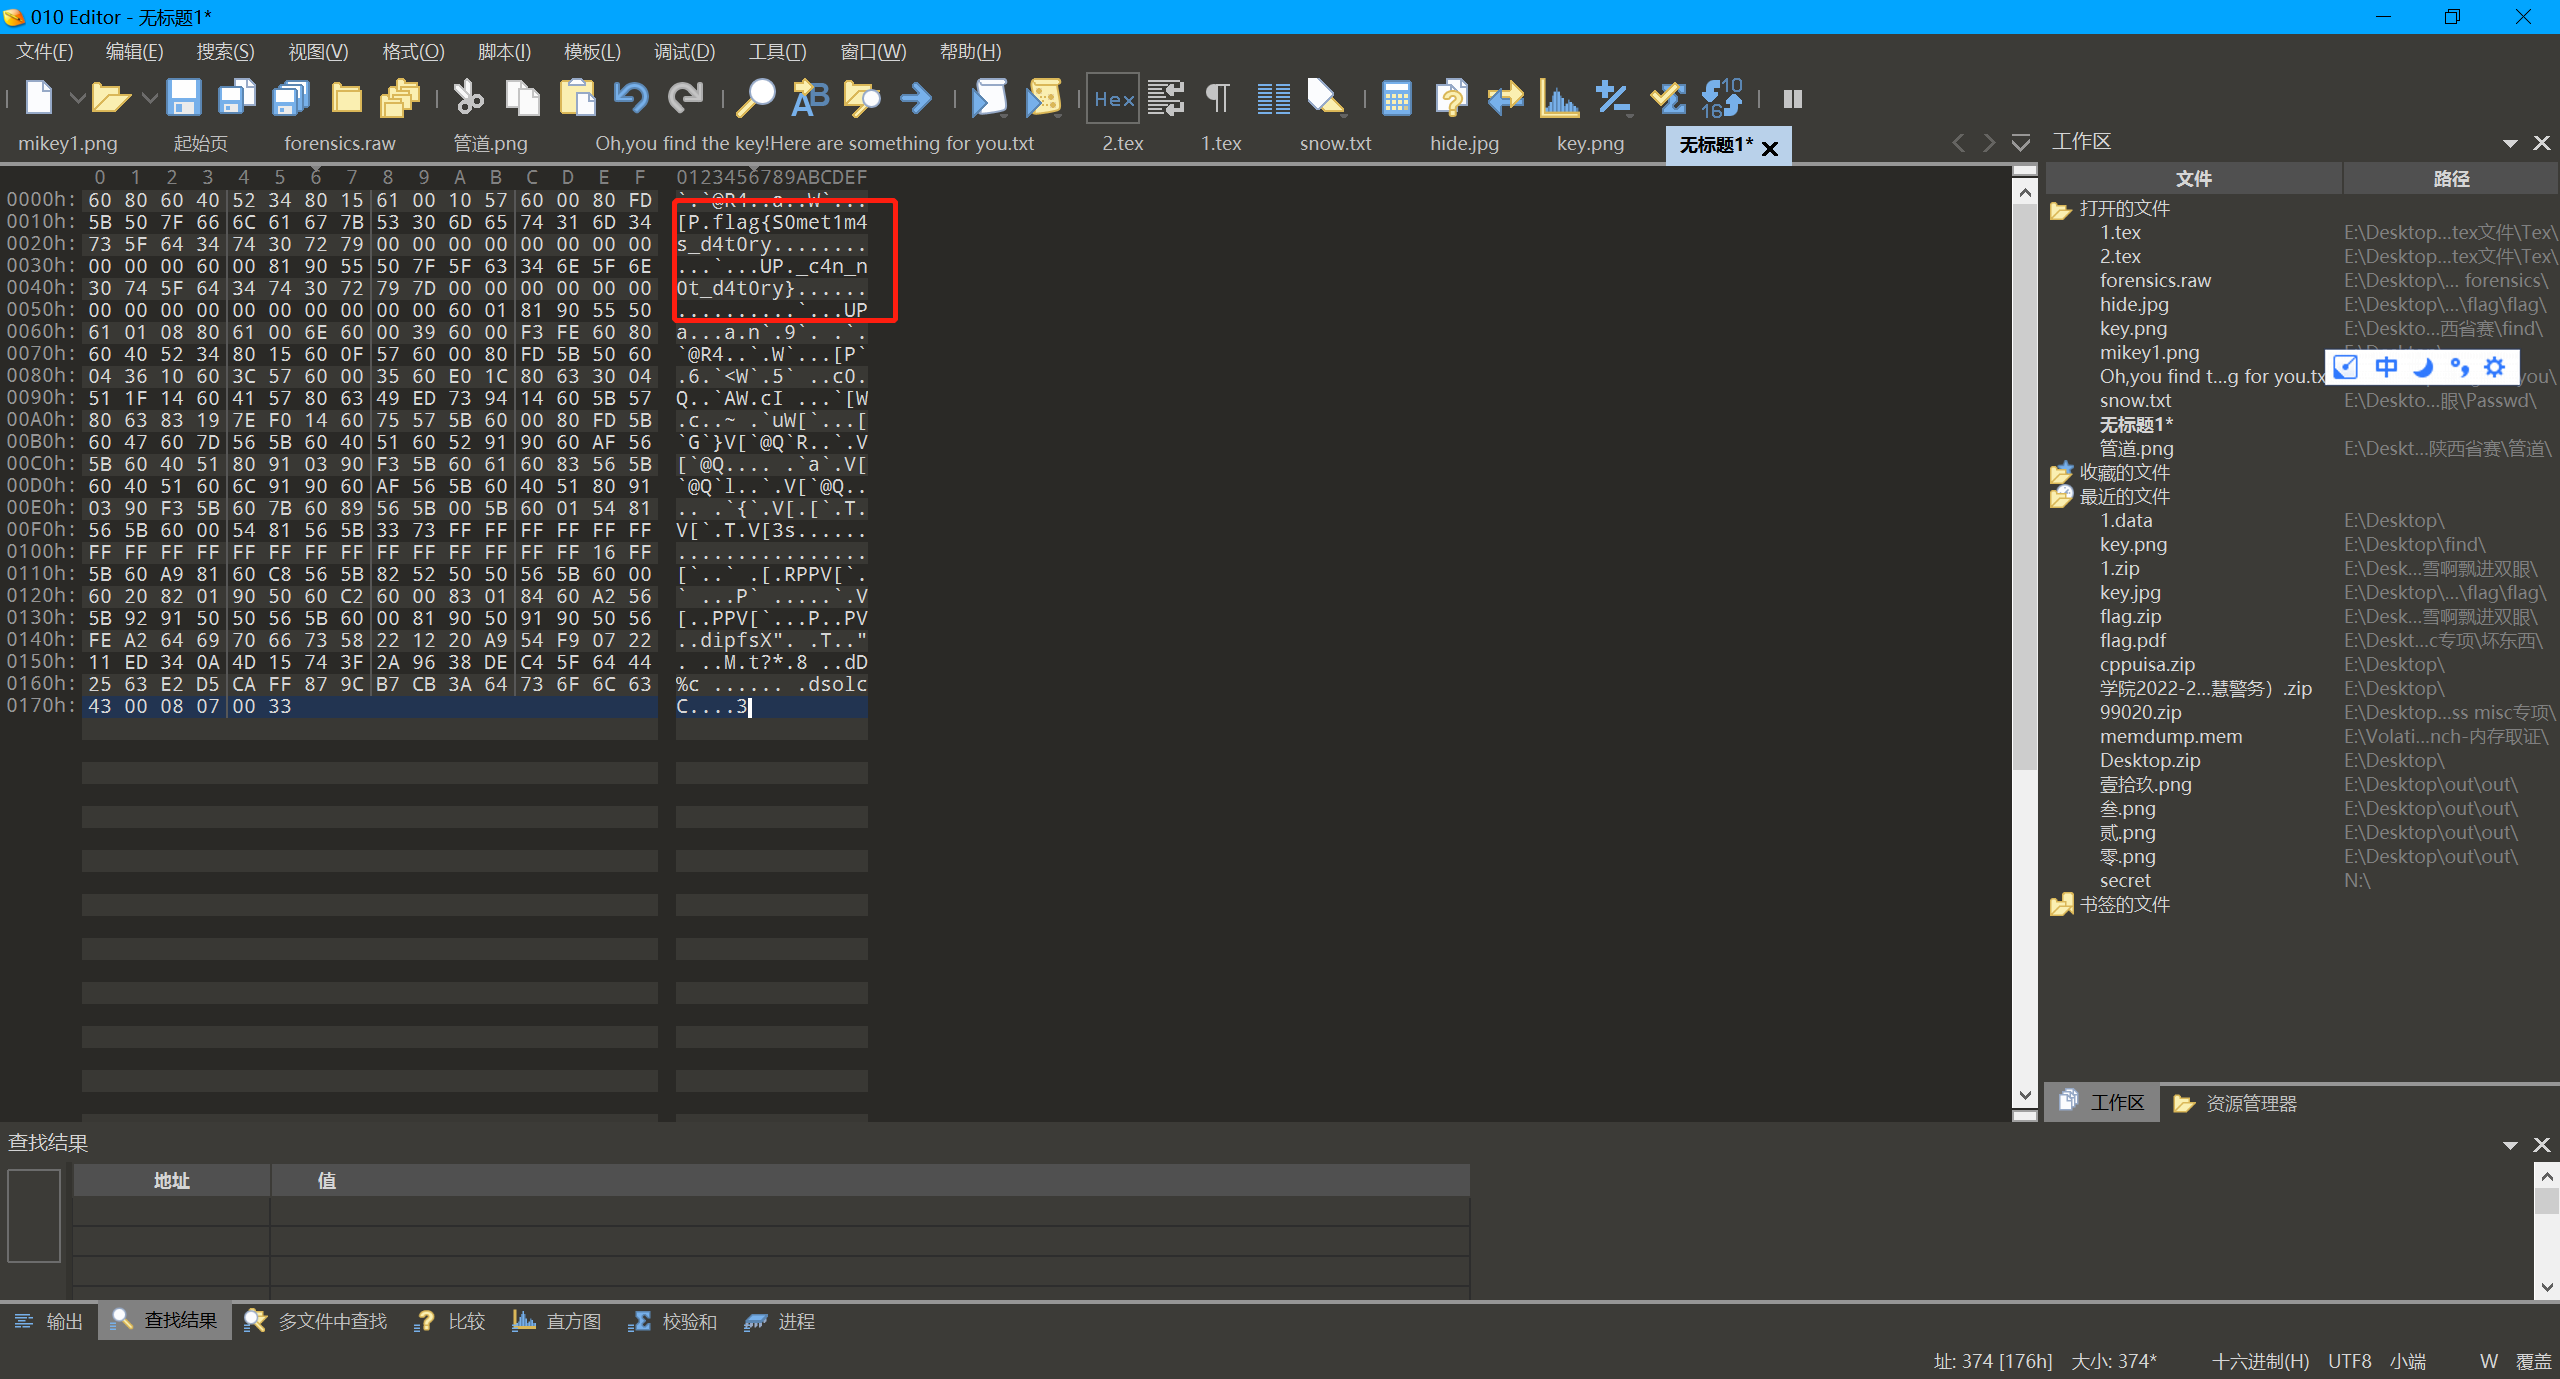 010 Editor - 无标题1*
文件(F) 编辑(E) 搜索(S) 视图(V) 格式(O) 脚本(I) 模板(L) 调试(D) 工具(T) 窗口(W) 帮助(H)
Hex
mikey1.png 起始页 forensics.raw 管道.png Oh,you find the key!Here are something for you.txt 2.tex 1.tex snow.txt hide.jpg key.png 无标题1*
0 1 2 3 4 5 6 7 8 9 A B C D E F 0123456789ABCDEF
0000h: 60 80 60 40 52 34 80 15 61 00 10 57 60 00 80 FD `.`@R4..a..W`...
0010h: 5B 50 7F 66 6C 61 67 7B 53 30 6D 65 74 31 6D 34 [P.flag{S0met1m4
0020h: 73 5F 64 34 74 30 72 79 00 00 00 00 00 00 00 00 s_d4t0ry........
0030h: 00 00 00 60 00 81 90 55 50 7F 5F 63 34 6E 5F 6E ...`...UP._c4n_n
0040h: 30 74 5F 64 34 74 30 72 79 7D 00 00 00 00 00 00 0t_d4t0ry}......
0050h: 00 00 00 00 00 00 00 00 00 00 60 01 81 90 55 50 ..........`...UP
0060h: 61 01 08 80 61 00 6E 60 00 39 60 00 F3 FE 60 80 a...a.n`.9`. .`.
0070h: 60 40 52 34 80 15 60 0F 57 60 00 80 FD 5B 50 60 `@R4..`.W`...[P`
0080h: 04 36 10 60 3C 57 60 00 35 60 E0 1C 80 63 30 04 .6.`<W`.5` ..c0.
0090h: 51 1F 14 60 41 57 80 63 49 ED 73 94 14 60 5B 57 Q..`AW.cI ...`[W
00A0h: 80 63 83 19 7E F0 14 60 75 57 5B 60 00 80 FD 5B .c..~ .`uW[`...[
00B0h: 60 47 60 7D 56 5B 60 40 51 60 52 91 90 60 AF 56 `G`}V[`@Q`R..`.V
00C0h: 5B 60 40 51 80 91 03 90 F3 5B 60 61 60 83 56 5B [`@Q.... .`a`.V[
00D0h: 60 40 51 60 6C 91 90 60 AF 56 5B 60 40 51 80 91 `@Q`l..`.V[`@Q..
00E0h: 03 90 F3 5B 60 7B 60 89 56 5B 00 5B 60 01 54 81 .. .`{`.V[.[`.T.
00F0h: 56 5B 60 00 54 81 56 5B 33 73 FF FF FF FF FF FF V[`.T.V[3s......
0100h: FF FF FF FF FF FF FF FF FF FF FF FF FF FF 16 FF ................
0110h: 5B 60 A9 81 60 C8 56 5B 82 52 50 50 56 5B 60 00 [`..` .[.RPPV[`.
0120h: 60 20 82 01 90 50 60 C2 60 00 83 01 84 60 A2 56 ` ...P` .....`.V
0130h: 5B 92 91 50 50 56 5B 60 00 81 90 50 91 90 50 56 [..PPV[`...P..PV
0140h: FE A2 64 69 70 66 73 58 22 12 20 A9 54 F9 07 22 ..dipfsX". .T.."
0150h: 11 ED 34 0A 4D 15 74 3F 2A 96 38 DE C4 5F 64 44 . ..M.t?*.8 ..dD
0160h: 25 63 E2 D5 CA FF 87 9C B7 CB 3A 64 73 6F 6C 63 %c ...... .dsolc
0170h: 43 00 08 07 00 33 C....3
工作区
文件 路径
打开的文件
1.tex E:\Desktop...tex文件\Tex\
2.tex E:\Desktop...tex文件\Tex\
forensics.raw E:\Desktop\... forensics\
hide.jpg E:\Desktop\...\flag\flag\
key.png E:\Deskto...西省赛\find\
mikey1.png
Oh,you find t...g for you.tx you\
中
snow.txt E:\Deskto...眼\Passwd\
无标题1*
管道.png E:\Deskt...陕西省赛\管道\
收藏的文件
最近的文件
1.data E:\Desktop\
key.png E:\Desktop\find\
1.zip E:\Desk...雪啊飘进双眼\
key.jpg E:\Desktop\...\flag\flag\
flag.zip E:\Desk...雪啊飘进双眼\
flag.pdf E:\Deskt...c专项\坏东西\
cppuisa.zip E:\Desktop\
学院2022-2...慧警务）.zip E:\Desktop\
99020.zip E:\Desktop...ss misc专项\
memdump.mem E:\Volati...nch-内存取证\
Desktop.zip E:\Desktop\
壹拾玖.png E:\Desktop\out\out\
叁.png E:\Desktop\out\out\
贰.png E:\Desktop\out\out\
零.png E:\Desktop\out\out\
secret N:\
书签的文件
工作区 资源管理器
查找结果
地址 值
输出 查找结果 多文件中查找 比较 直方图 校验和 进程
址: 374 [176h] 大小: 374* 十六进制(H) UTF8 小端 W 覆盖